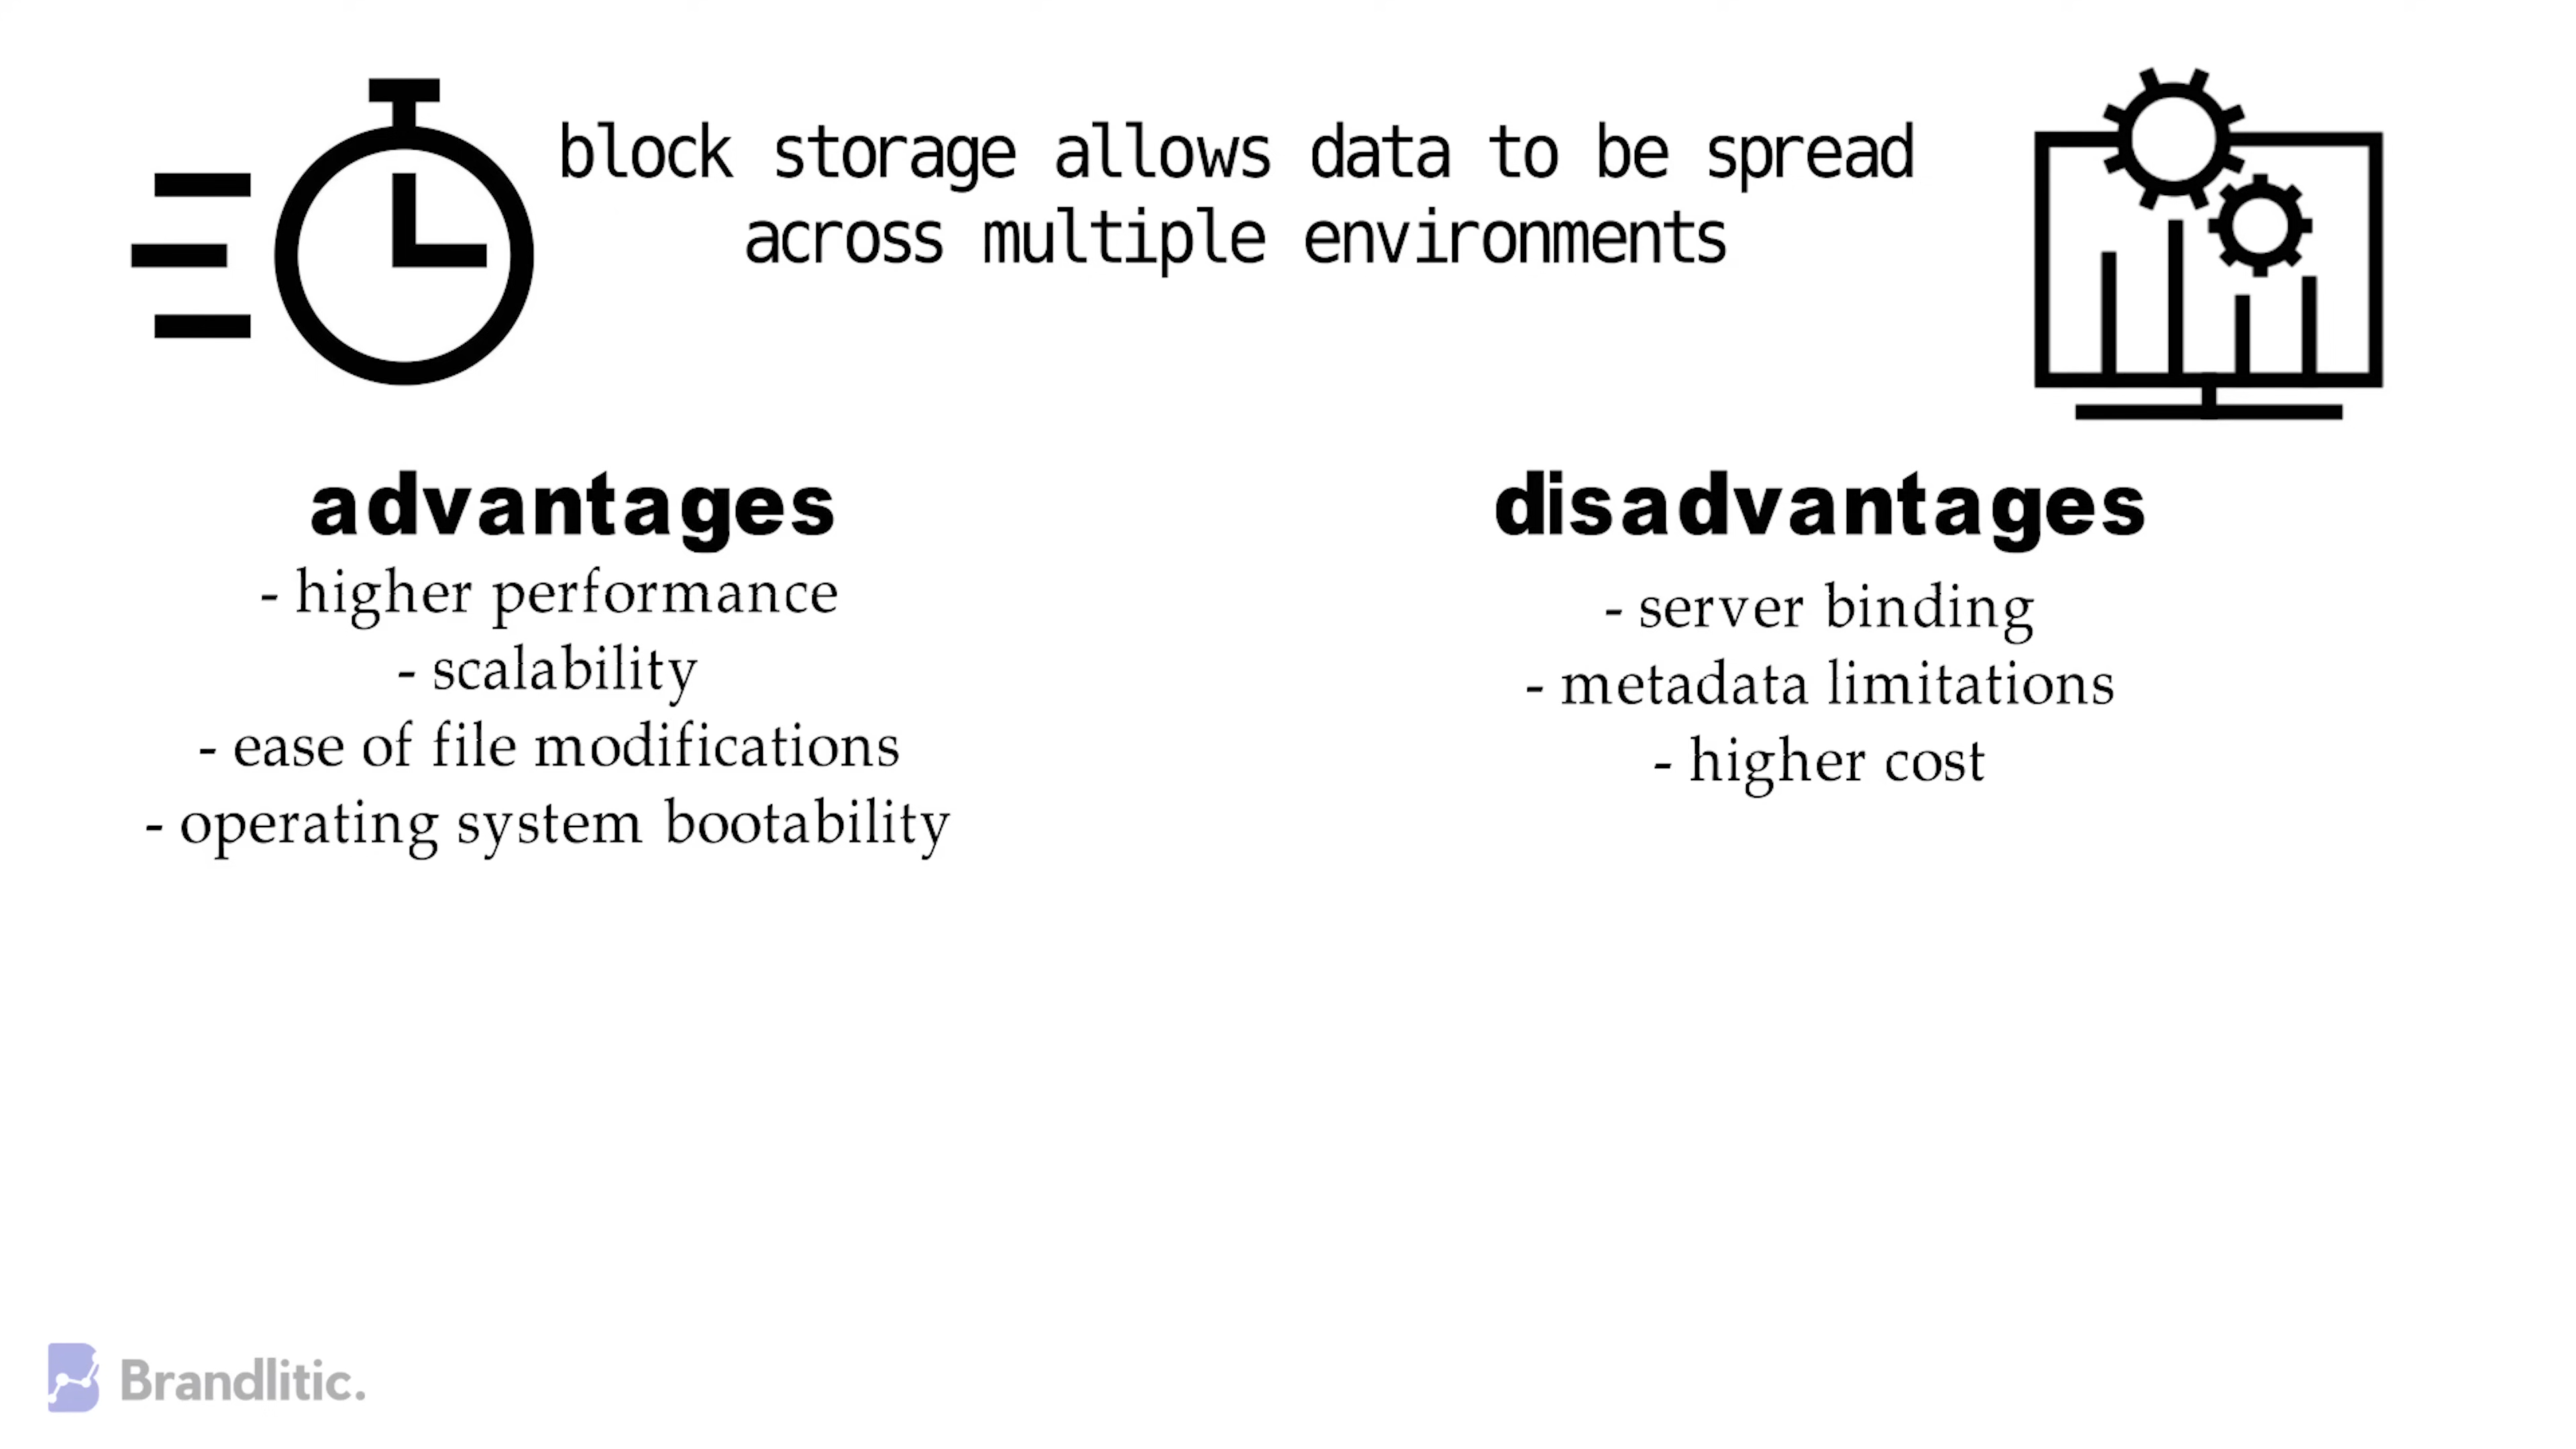 block storage allows data to be spread
across multiple environments
advantages
- higher performance
- scalability
- ease of file modifications
- operating system bootability
disadvantages
- server binding
- metadata limitations
- higher cost
Brandlitic.